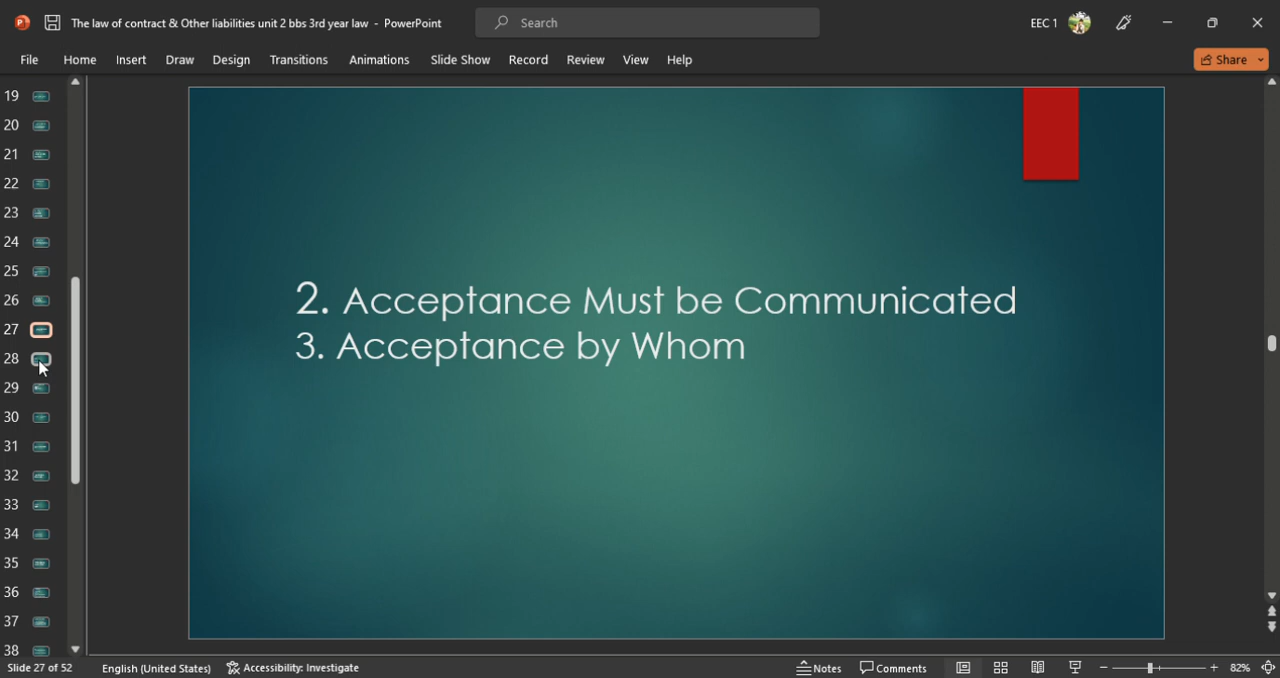 The law of contract & Other liabilities unit 2 bbs 3rd year law - PowerPoint
Search
EEC 1
File Home Insert Draw Design Transitions Animations Slide Show Record Review View Help
Share
19
20
21
22
23
24
25
26
27
28
29
30
31
32
33
34
35
36
37
38
2. Acceptance Must be Communicated
3. Acceptance by Whom
Slide 27 of 52 English (United States) Accessibility: Investigate Notes Comments 82%